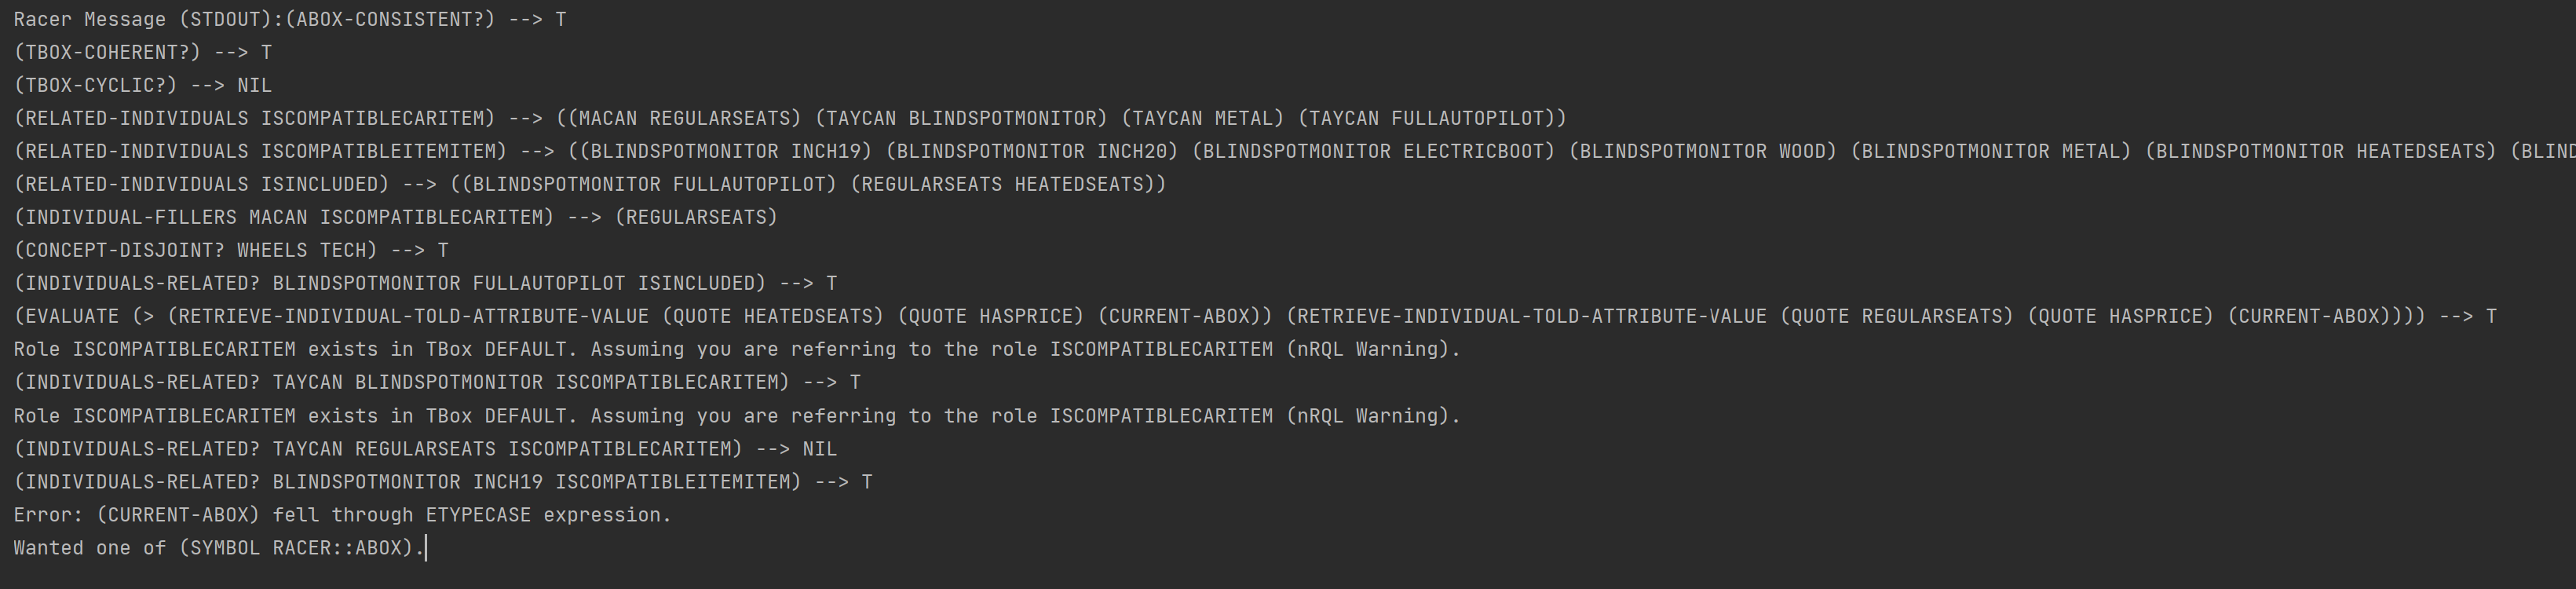 Racer Message (STDOUT):(ABOX-CONSISTENT?) --> T
(TBOX-COHERENT?) --> T
(TBOX-CYCLIC?) --> NIL
(RELATED-INDIVIDUALS ISCOMPATIBLECARITEM) --> ((MACAN REGULARSEATS) (TAYCAN BLINDSPOTMONITOR) (TAYCAN METAL) (TAYCAN FULLAUTOPILOT))
(RELATED-INDIVIDUALS ISCOMPATIBLEITEMITEM) --> ((BLINDSPOTMONITOR INCH19) (BLINDSPOTMONITOR INCH20) (BLINDSPOTMONITOR ELECTRICBOOT) (BLINDSPOTMONITOR WOOD) (BLINDSPOTMONITOR METAL) (BLINDSPOTMONITOR HEATEDSEATS) (BLIND
(RELATED-INDIVIDUALS ISINCLUDED) --> ((BLINDSPOTMONITOR FULLAUTOPILOT) (REGULARSEATS HEATEDSEATS))
(INDIVIDUAL-FILLERS MACAN ISCOMPATIBLECARITEM) --> (REGULARSEATS)
(CONCEPT-DISJOINT? WHEELS TECH) --> T
(INDIVIDUALS-RELATED? BLINDSPOTMONITOR FULLAUTOPILOT ISINCLUDED) --> T
(EVALUATE (> (RETRIEVE-INDIVIDUAL-TOLD-ATTRIBUTE-VALUE (QUOTE HEATEDSEATS) (QUOTE HASPRICE) (CURRENT-ABOX)) (RETRIEVE-INDIVIDUAL-TOLD-ATTRIBUTE-VALUE (QUOTE REGULARSEATS) (QUOTE HASPRICE) (CURRENT-ABOX)))) --> T
Role ISCOMPATIBLECARITEM exists in TBox DEFAULT. Assuming you are referring to the role ISCOMPATIBLECARITEM (nRQL Warning).
(INDIVIDUALS-RELATED? TAYCAN BLINDSPOTMONITOR ISCOMPATIBLECARITEM) --> T
Role ISCOMPATIBLECARITEM exists in TBox DEFAULT. Assuming you are referring to the role ISCOMPATIBLECARITEM (nRQL Warning).
(INDIVIDUALS-RELATED? TAYCAN REGULARSEATS ISCOMPATIBLECARITEM) --> NIL
(INDIVIDUALS-RELATED? BLINDSPOTMONITOR INCH19 ISCOMPATIBLEITEMITEM) --> T
Error: (CURRENT-ABOX) fell through ETYPECASE expression.
Wanted one of (SYMBOL RACER::ABOX).